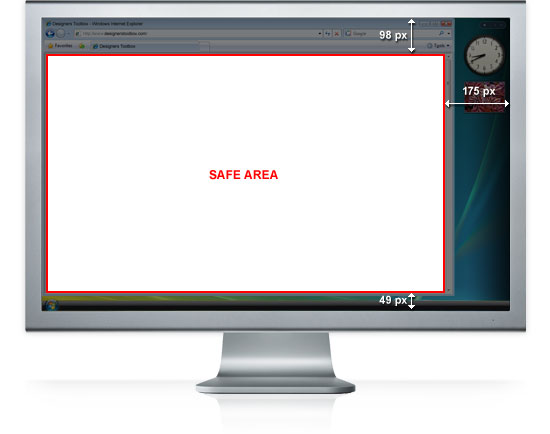 Designers Toolbox - Windows Internet Explorer
http://www.designerstoolbox.com/
Google
Favorites
Designers Toolbox
Tools
98 px
175 px
SAFE AREA
49 px